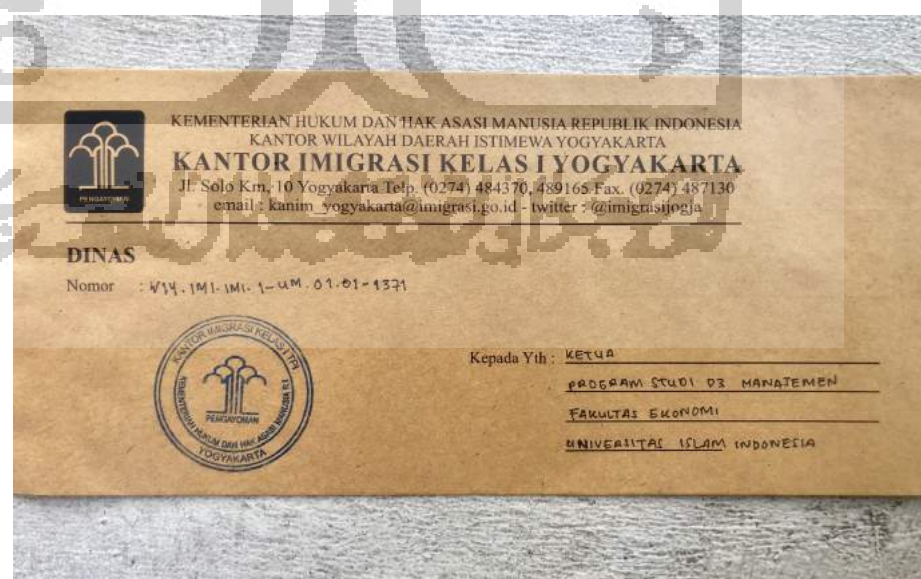 KEMENTERIAN HUKUM DAN HAK ASASI MANUSIA REPUBLIK INDONESIA
KANTOR WILAYAH DAERAH ISTIMEWA YOGYAKARTA
KANTOR IMIGRASI KELAS I YOGYAKARTA
Jl. Solo Km, 10 Yogyakarta Telp. (0274) 484370, 489165 Fax. (0274) 487130
email : kanim_yogyakarta@imigrasi.go.id - twitter : @imigrasijogja
PENGAYOMAN
DINAS
Nomor : W14.IMI.IMI.1-UM.01.01-1371
KANTOR IMIGRASI KELAS I TPI
KEMENTERIAN HUKUM DAN HAK ASASI MANUSIA R.I
PENGAYOMAN
YOGYAKARTA
Kepada Yth : KETUA
PROGRAM STUDI D3 MANAJEMEN
FAKULTAS EKONOMI
UNIVERSITAS ISLAM INDONESIA